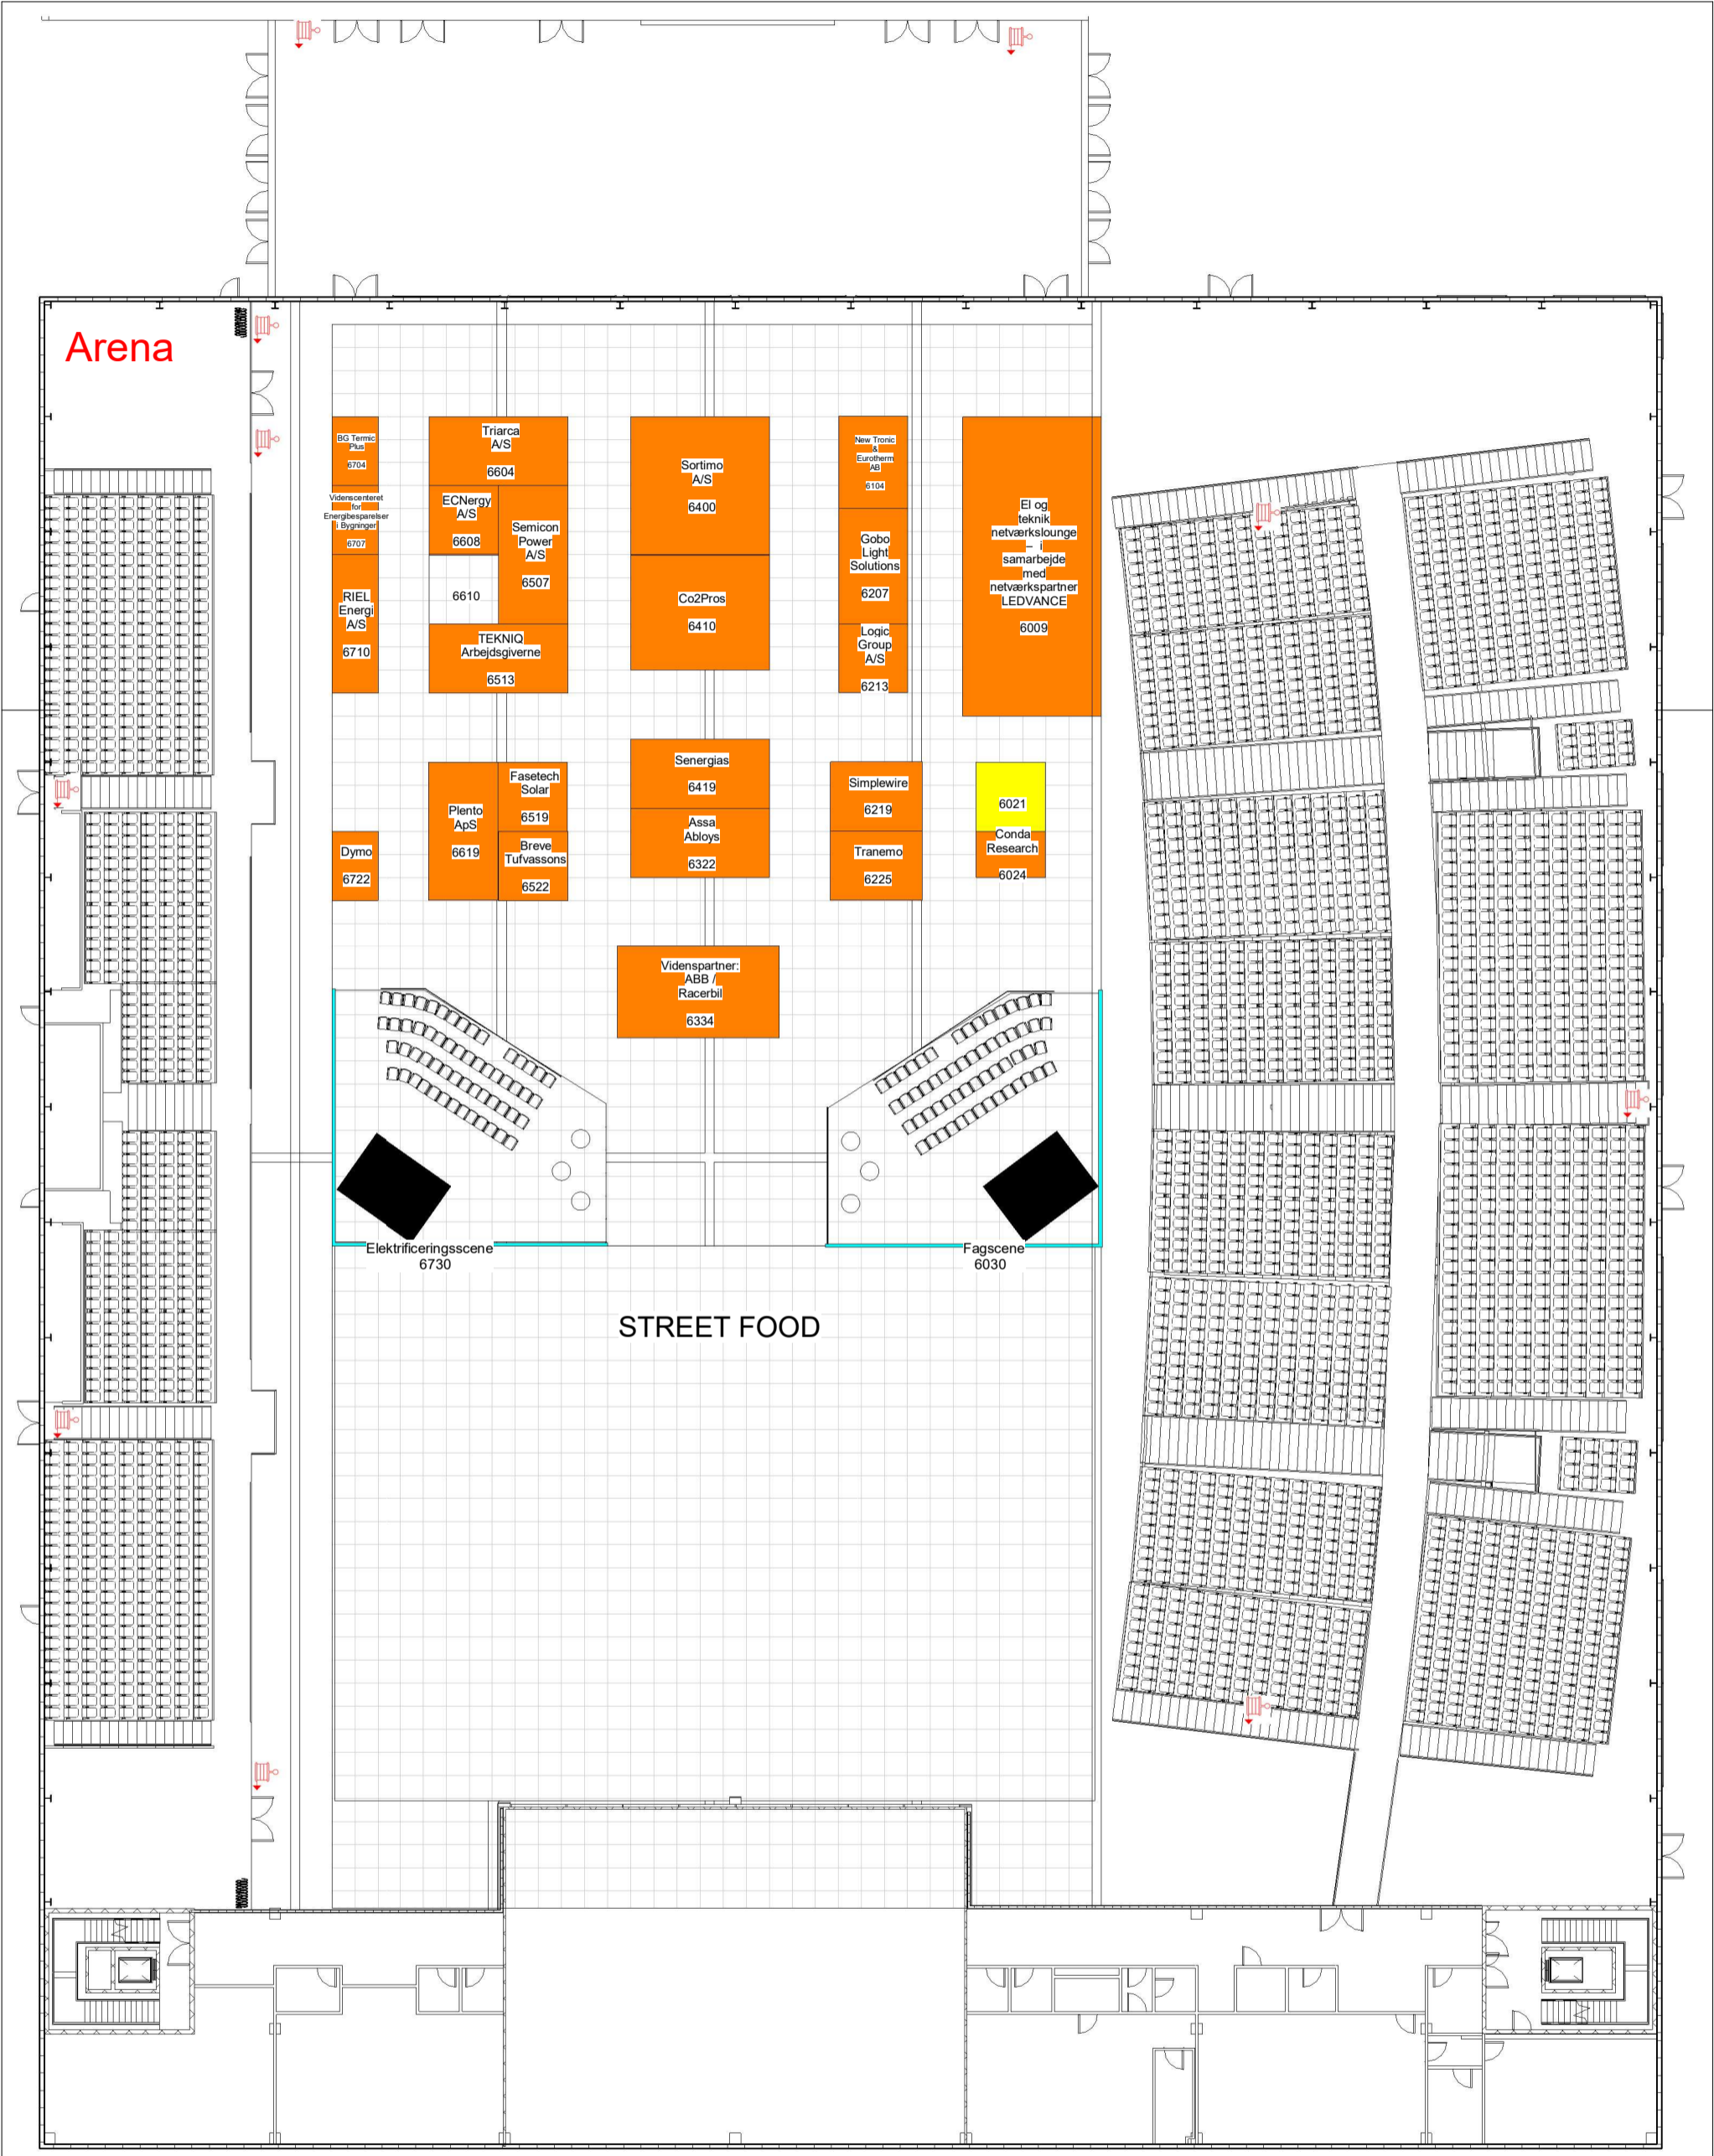 Arena
BG Termic
Plus
6704
Triarca
A/S
6604
Sortimo
A/S
6400
New Tronic
&
Eurotherm
AB
6104
El og
teknik
netværkslounge
– i
samarbejde
med
netværkspartner
LEDVANCE
6009
Videnscenteret
for
Energibesparelser
i Bygninger
6707
ECNergy
A/S
6608
Semicon
Power
A/S
6507
Gobo
Light
Solutions
6207
RIEL
Energi
A/S
6710
6610
Co2Pros
6410
TEKNIQ
Arbejdsgiverne
6513
Logic
Group
A/S
6213
Senergias
6419
Plento
ApS
6619
Fasetech
Solar
6519
Simplewire
6219
6021
Dymo
6722
Breve
Tufvassons
6522
Assa
Abloys
6322
Tranemo
6225
Conda
Research
6024
Videnspartner:
ABB /
Racerbil
6334
Elektrificeringsscene
6730
Fagscene
6030
STREET FOOD